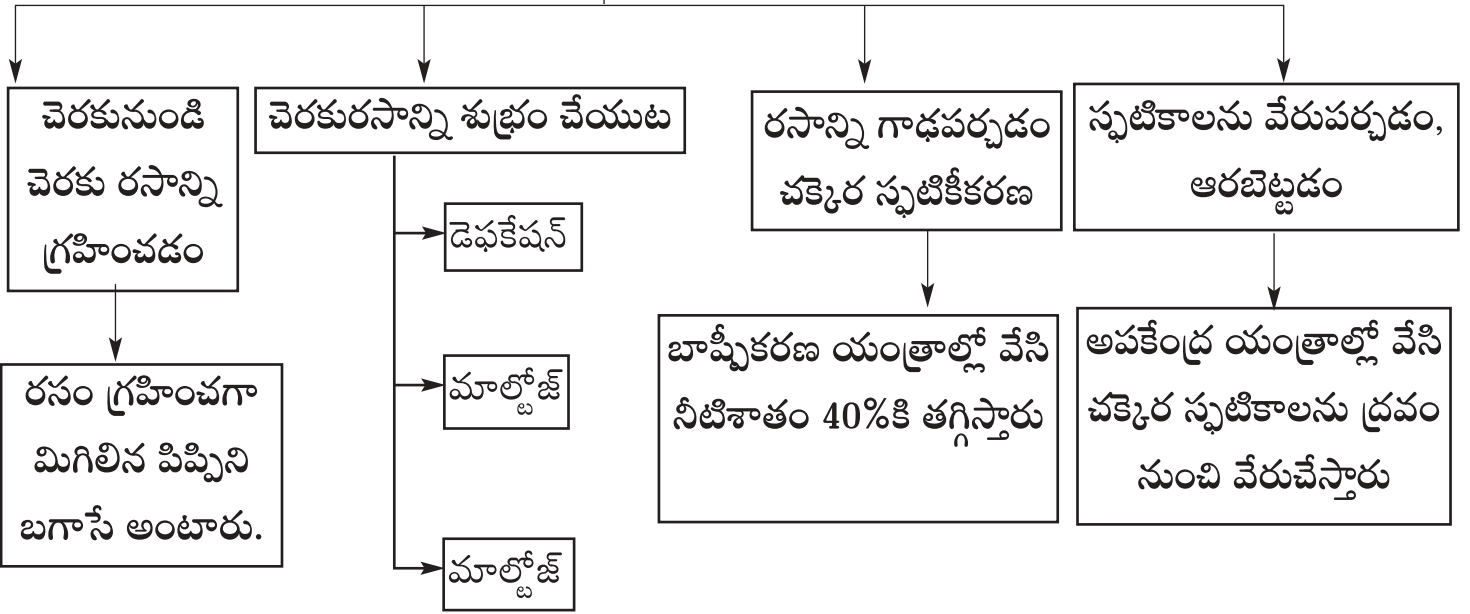 చెరకునుండి
చెరకు రసాన్ని
గ్రహించడం
రసం గ్రహించగా
మిగిలిన పిప్పిని
బగాసే అంటారు.
చెరకురసాన్ని శుభ్రం చేయుట
డెఫకేషన్
మాల్టోజ్
మాల్టోజ్
రసాన్ని గాఢపర్చడం
చక్కెర స్ఫటికీకరణ
బాష్పీకరణ యంత్రాల్లో వేసి
నీటిశాతం 40%కి తగ్గిస్తారు
స్ఫటికాలను వేరుపర్చడం,
ఆరబెట్టడం
అపకేంద్ర యంత్రాల్లో వేసి
చక్కెర స్ఫటికాలను ద్రవం
నుంచి వేరుచేస్తారు